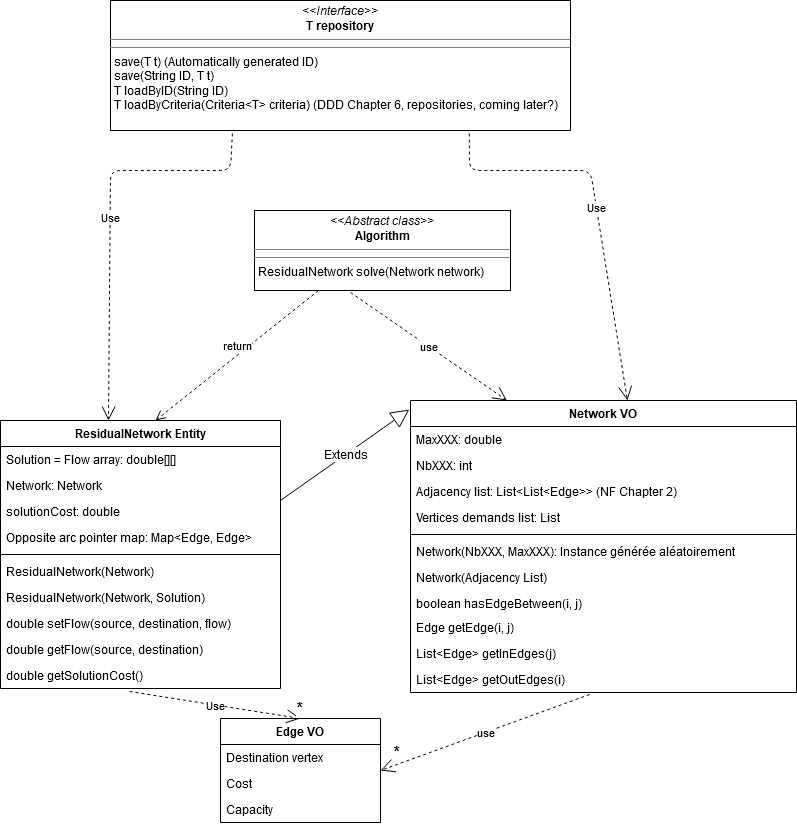 <<Interface>>
T repository
save(T t) (Automatically generated ID)
save(String ID, T t)
T loadByID(String ID)
T loadByCriteria(Criteria<T> criteria) (DDD Chapter 6, repositories, coming later?)
Use
Use
<<Abstract class>>
Algorithm
ResidualNetwork solve(Network network)
return
use
ResidualNetwork Entity
Solution = Flow array: double[][]
Network: Network
solutionCost: double
Opposite arc pointer map: Map<Edge, Edge>
ResidualNetwork(Network)
ResidualNetwork(Network, Solution)
double setFlow(source, destination, flow)
double getFlow(source, destination)
double getSolutionCost()
Extends
Network VO
MaxXXX: double
NbXXX: int
Adjacency list: List<List<Edge>> (NF Chapter 2)
Vertices demands list: List
Network(NbXXX, MaxXXX): Instance générée aléatoirement
Network(Adjacency List)
boolean hasEdgeBetween(i, j)
Edge getEdge(i, j)
List<Edge> getInEdges(j)
List<Edge> getOutEdges(i)
Use
*
use
*
Edge VO
Destination vertex
Cost
Capacity